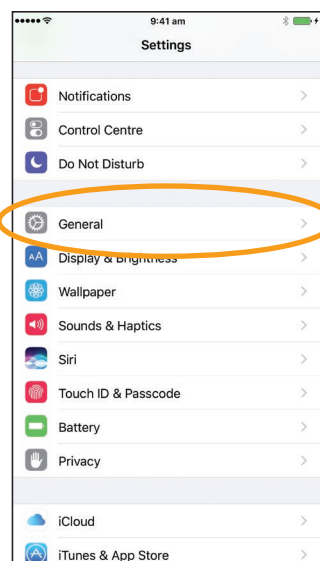 9:41 am
Settings
Notifications
Control Centre
Do Not Disturb
General
AA Display & Brightness
Wallpaper
Sounds & Haptics
Siri
Touch ID & Passcode
Battery
Privacy
iCloud
iTunes & App Store